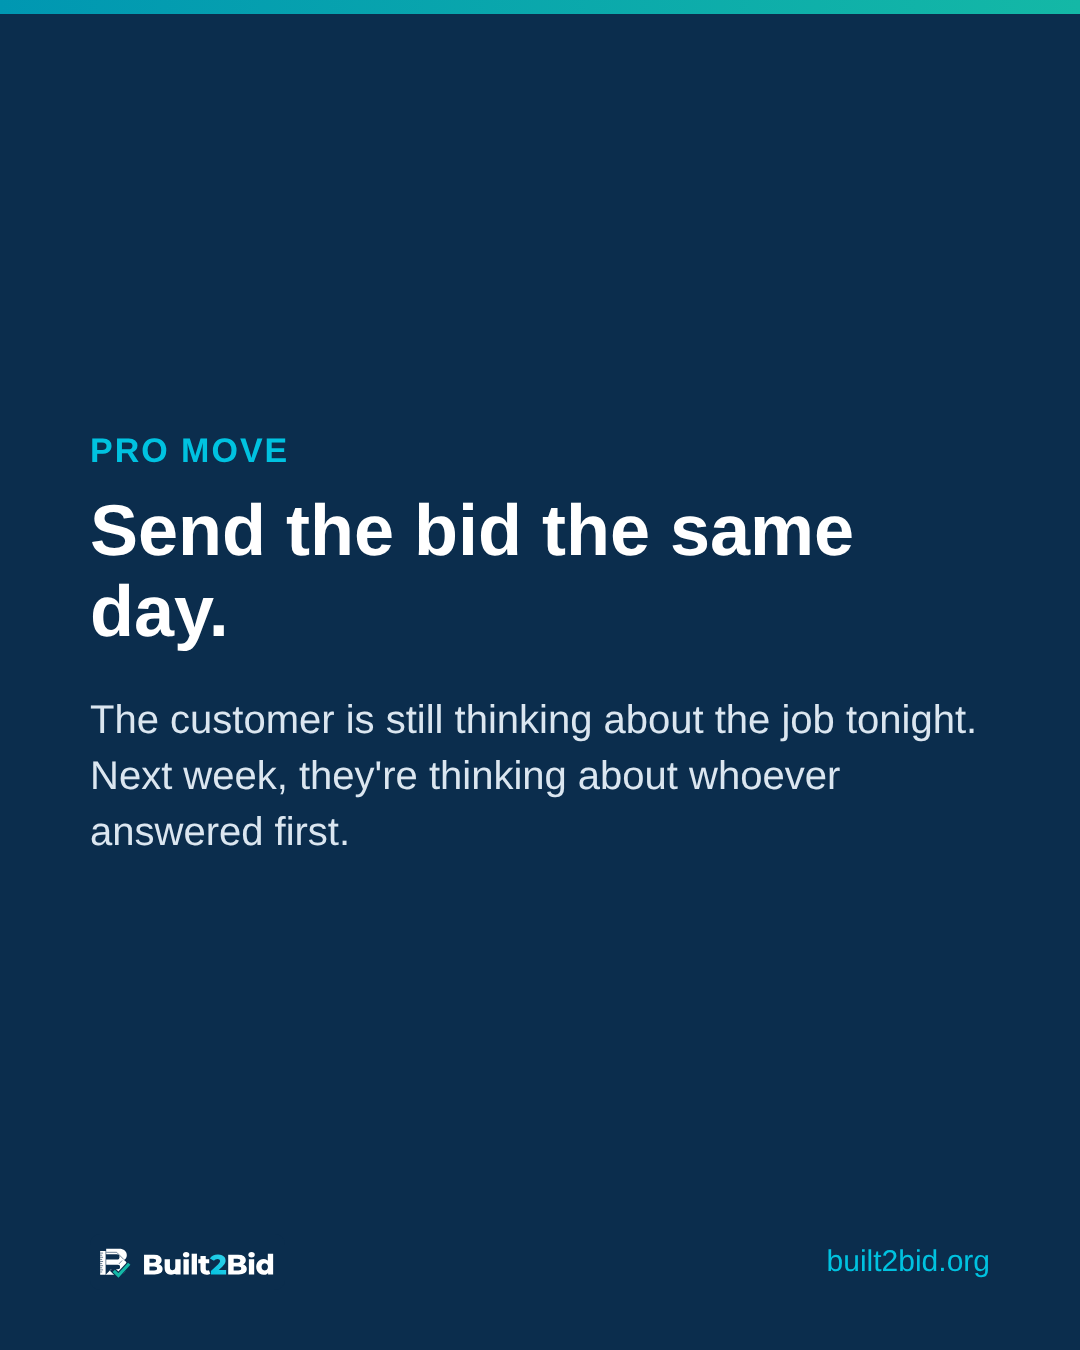 PRO MOVE
Send the bid the same
day.
The customer is still thinking about the job tonight.
Next week, they're thinking about whoever
answered first.
Built2Bid
built2bid.org